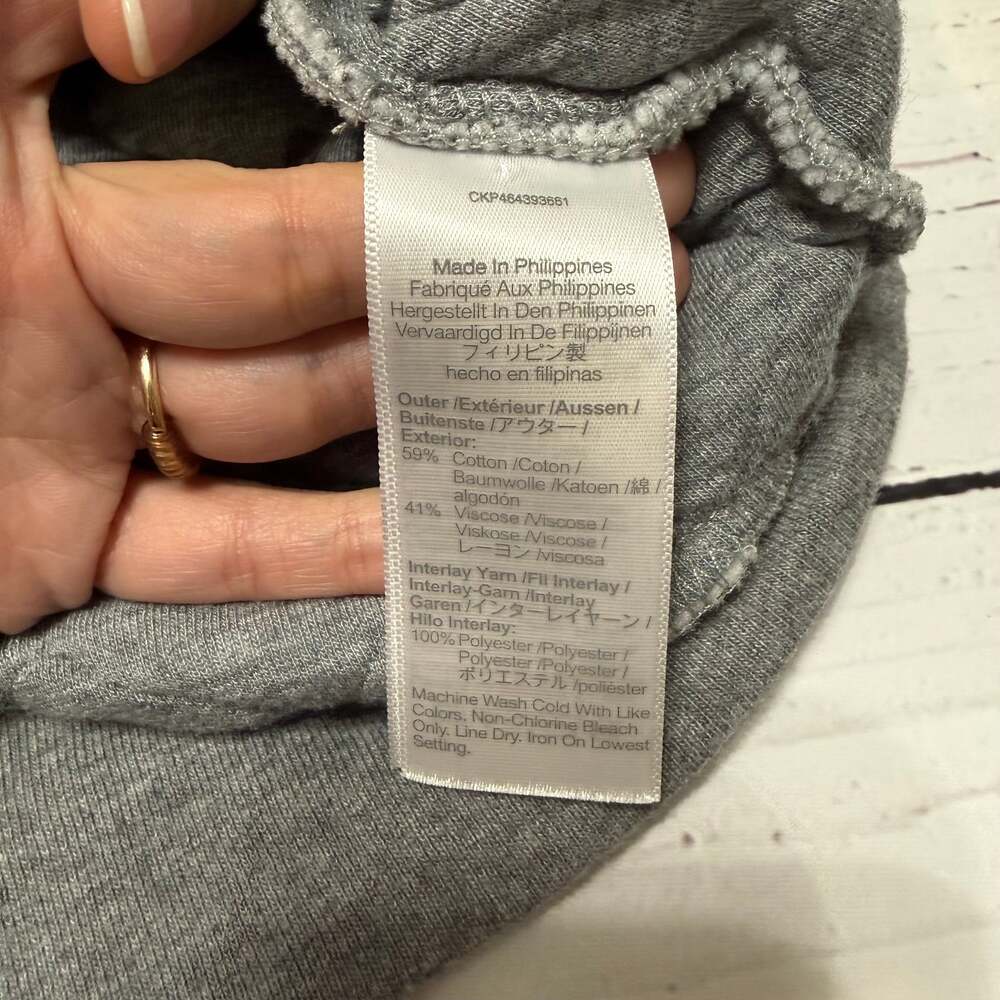 CKP464393661
Made In Philippines
Fabriqué Aux Philippines
Hergestellt In Den Philippinen
Vervaardigd In De Filippijnen
フィリピン製
hecho en filipinas
Outer /Extérieur /Aussen /
Buitenste /アウター /
Exterior:
59% Cotton /Coton /
Baumwolle /Katoen /綿 /
algodón
41% Viscose /Viscose /
Viskose /Viscose /
レーヨン /viscosa
Interlay Yarn /Fil Interlay /
Interlay-Garn /Interlay
Garen /インターレイヤーン /
Hilo Interlay:
100% Polyester /Polyester /
Polyester /Polyester /
ポリエステル /poliéster
Machine Wash Cold With Like
Colors. Non-Chlorine Bleach
Only. Line Dry. Iron On Lowest
Setting.